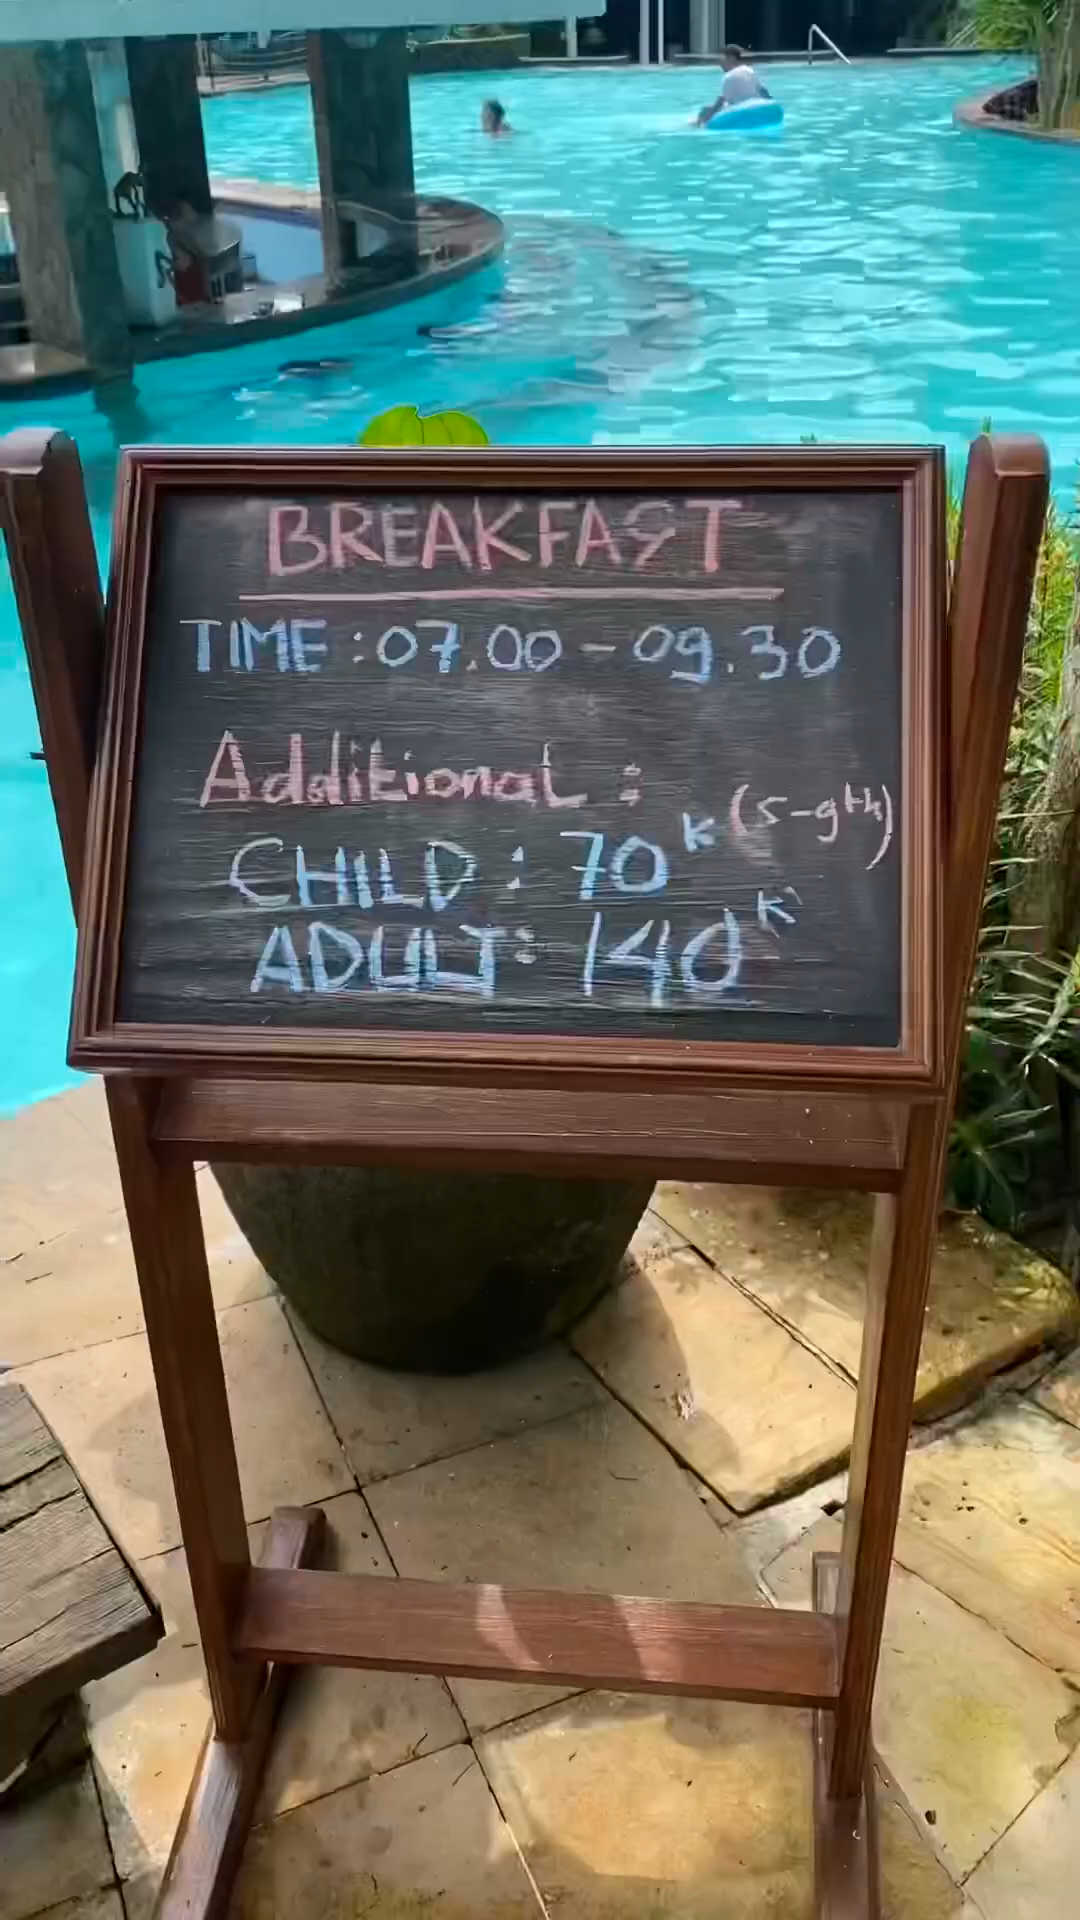 BREAKFAST
TIME : 07.00 - 09.30
Additional :
CHILD : 70K (5-9th)
ADULT : 140K